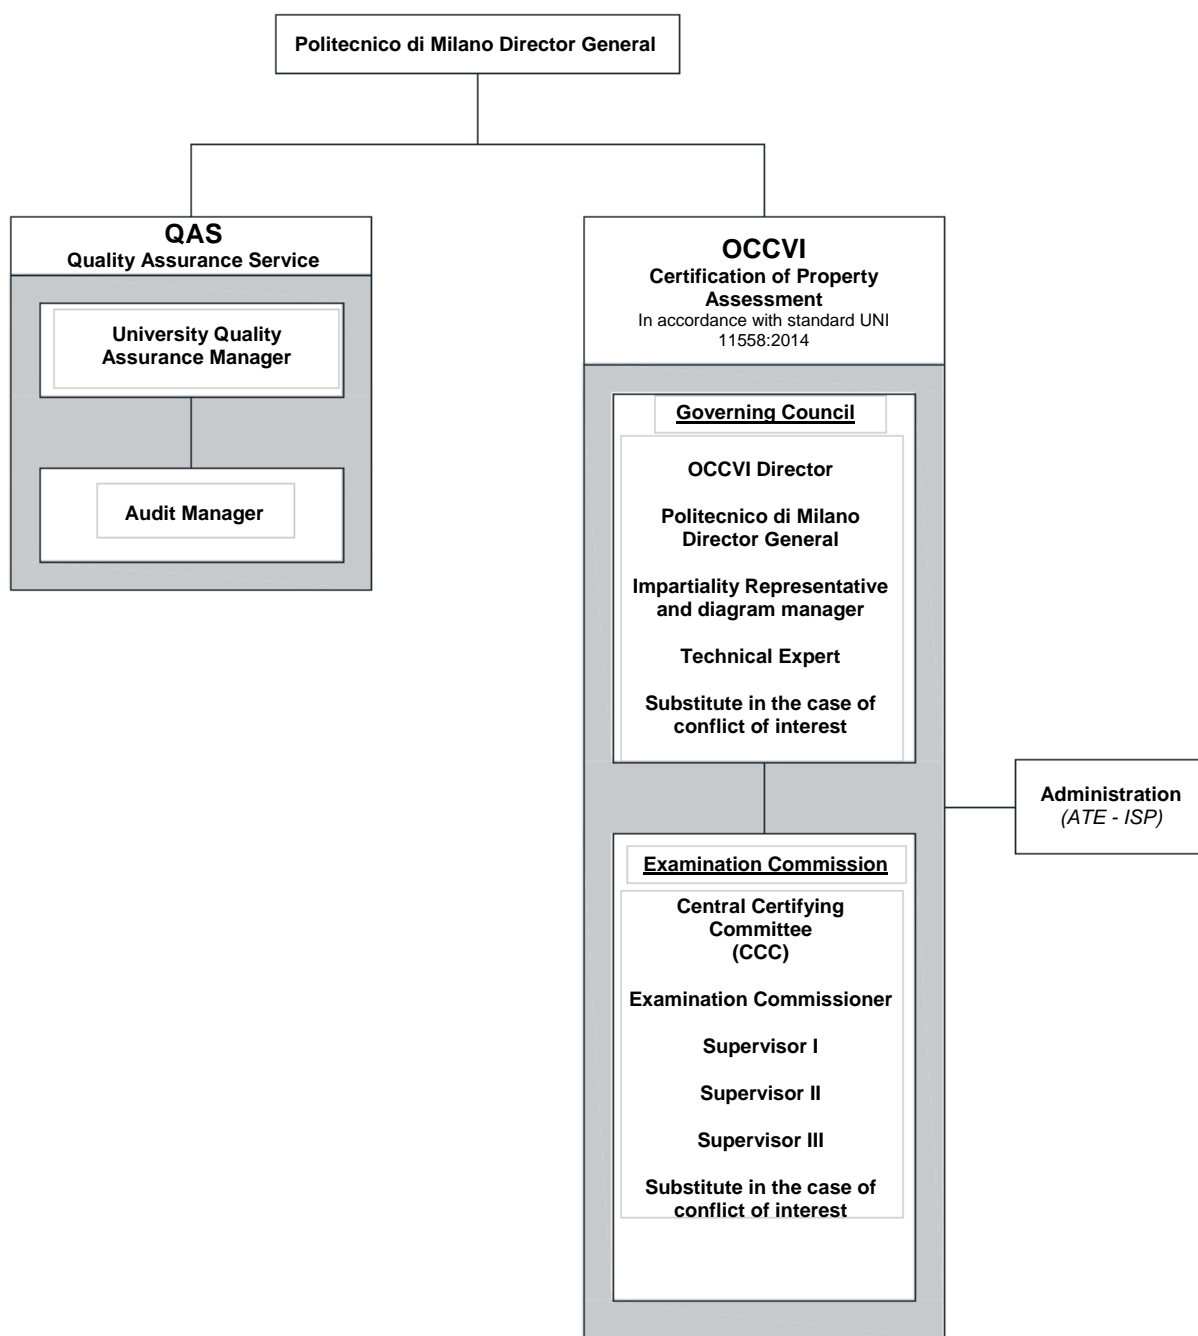 Politecnico di Milano Director General
QAS
Quality Assurance Service
University Quality
Assurance Manager
Audit Manager
OCCVI
Certification of Property
Assessment
In accordance with standard UNI
11558:2014
Governing Council
OCCVI Director
Politecnico di Milano
Director General
Impartiality Representative
and diagram manager
Technical Expert
Substitute in the case of
conflict of interest
Administration
(ATE - ISP)
Examination Commission
Central Certifying
Committee
(CCC)
Examination Commissioner
Supervisor I
Supervisor II
Supervisor III
Substitute in the case of
conflict of interest